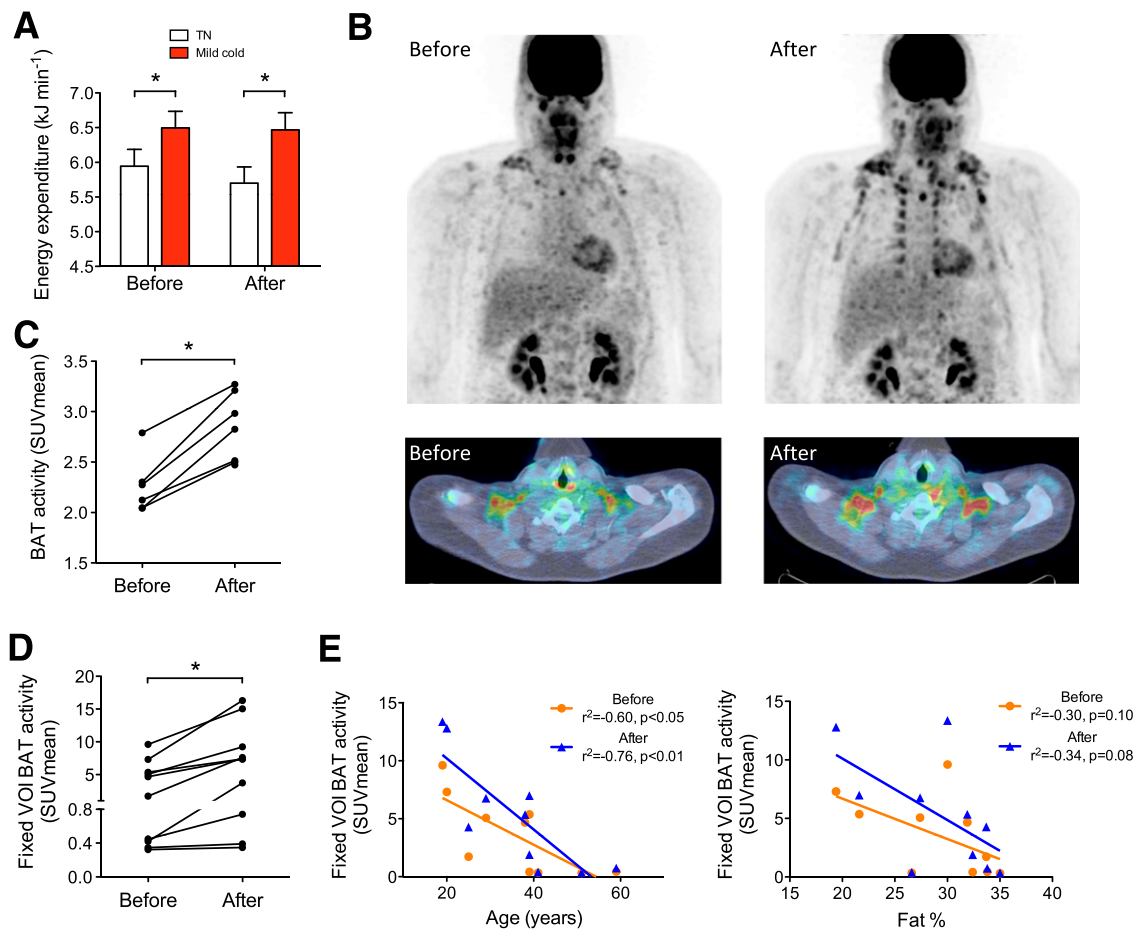 A
TN
Mild cold
Energy expenditure (kJ min-1)
* *
7.0
6.5
6.0
5.5
5.0
4.5
Before After
B
Before After
Before After
C
BAT activity (SUVmean)
*
3.5
3.0
2.5
2.0
1.5
Before After
D
Fixed VOI BAT activity
(SUVmean)
*
20
15
10
5
0.8
0.4
0.0
Before After
E
Fixed VOI BAT activity
(SUVmean)
15
10
5
0
20 40 60
Age (years)
Before
r2=-0.60, p<0.05
After
r2=-0.76, p<0.01
Fixed VOI BAT activity
(SUVmean)
15
10
5
0
15 20 25 30 35 40
Fat %
Before
r2=-0.30, p=0.10
After
r2=-0.34, p=0.08